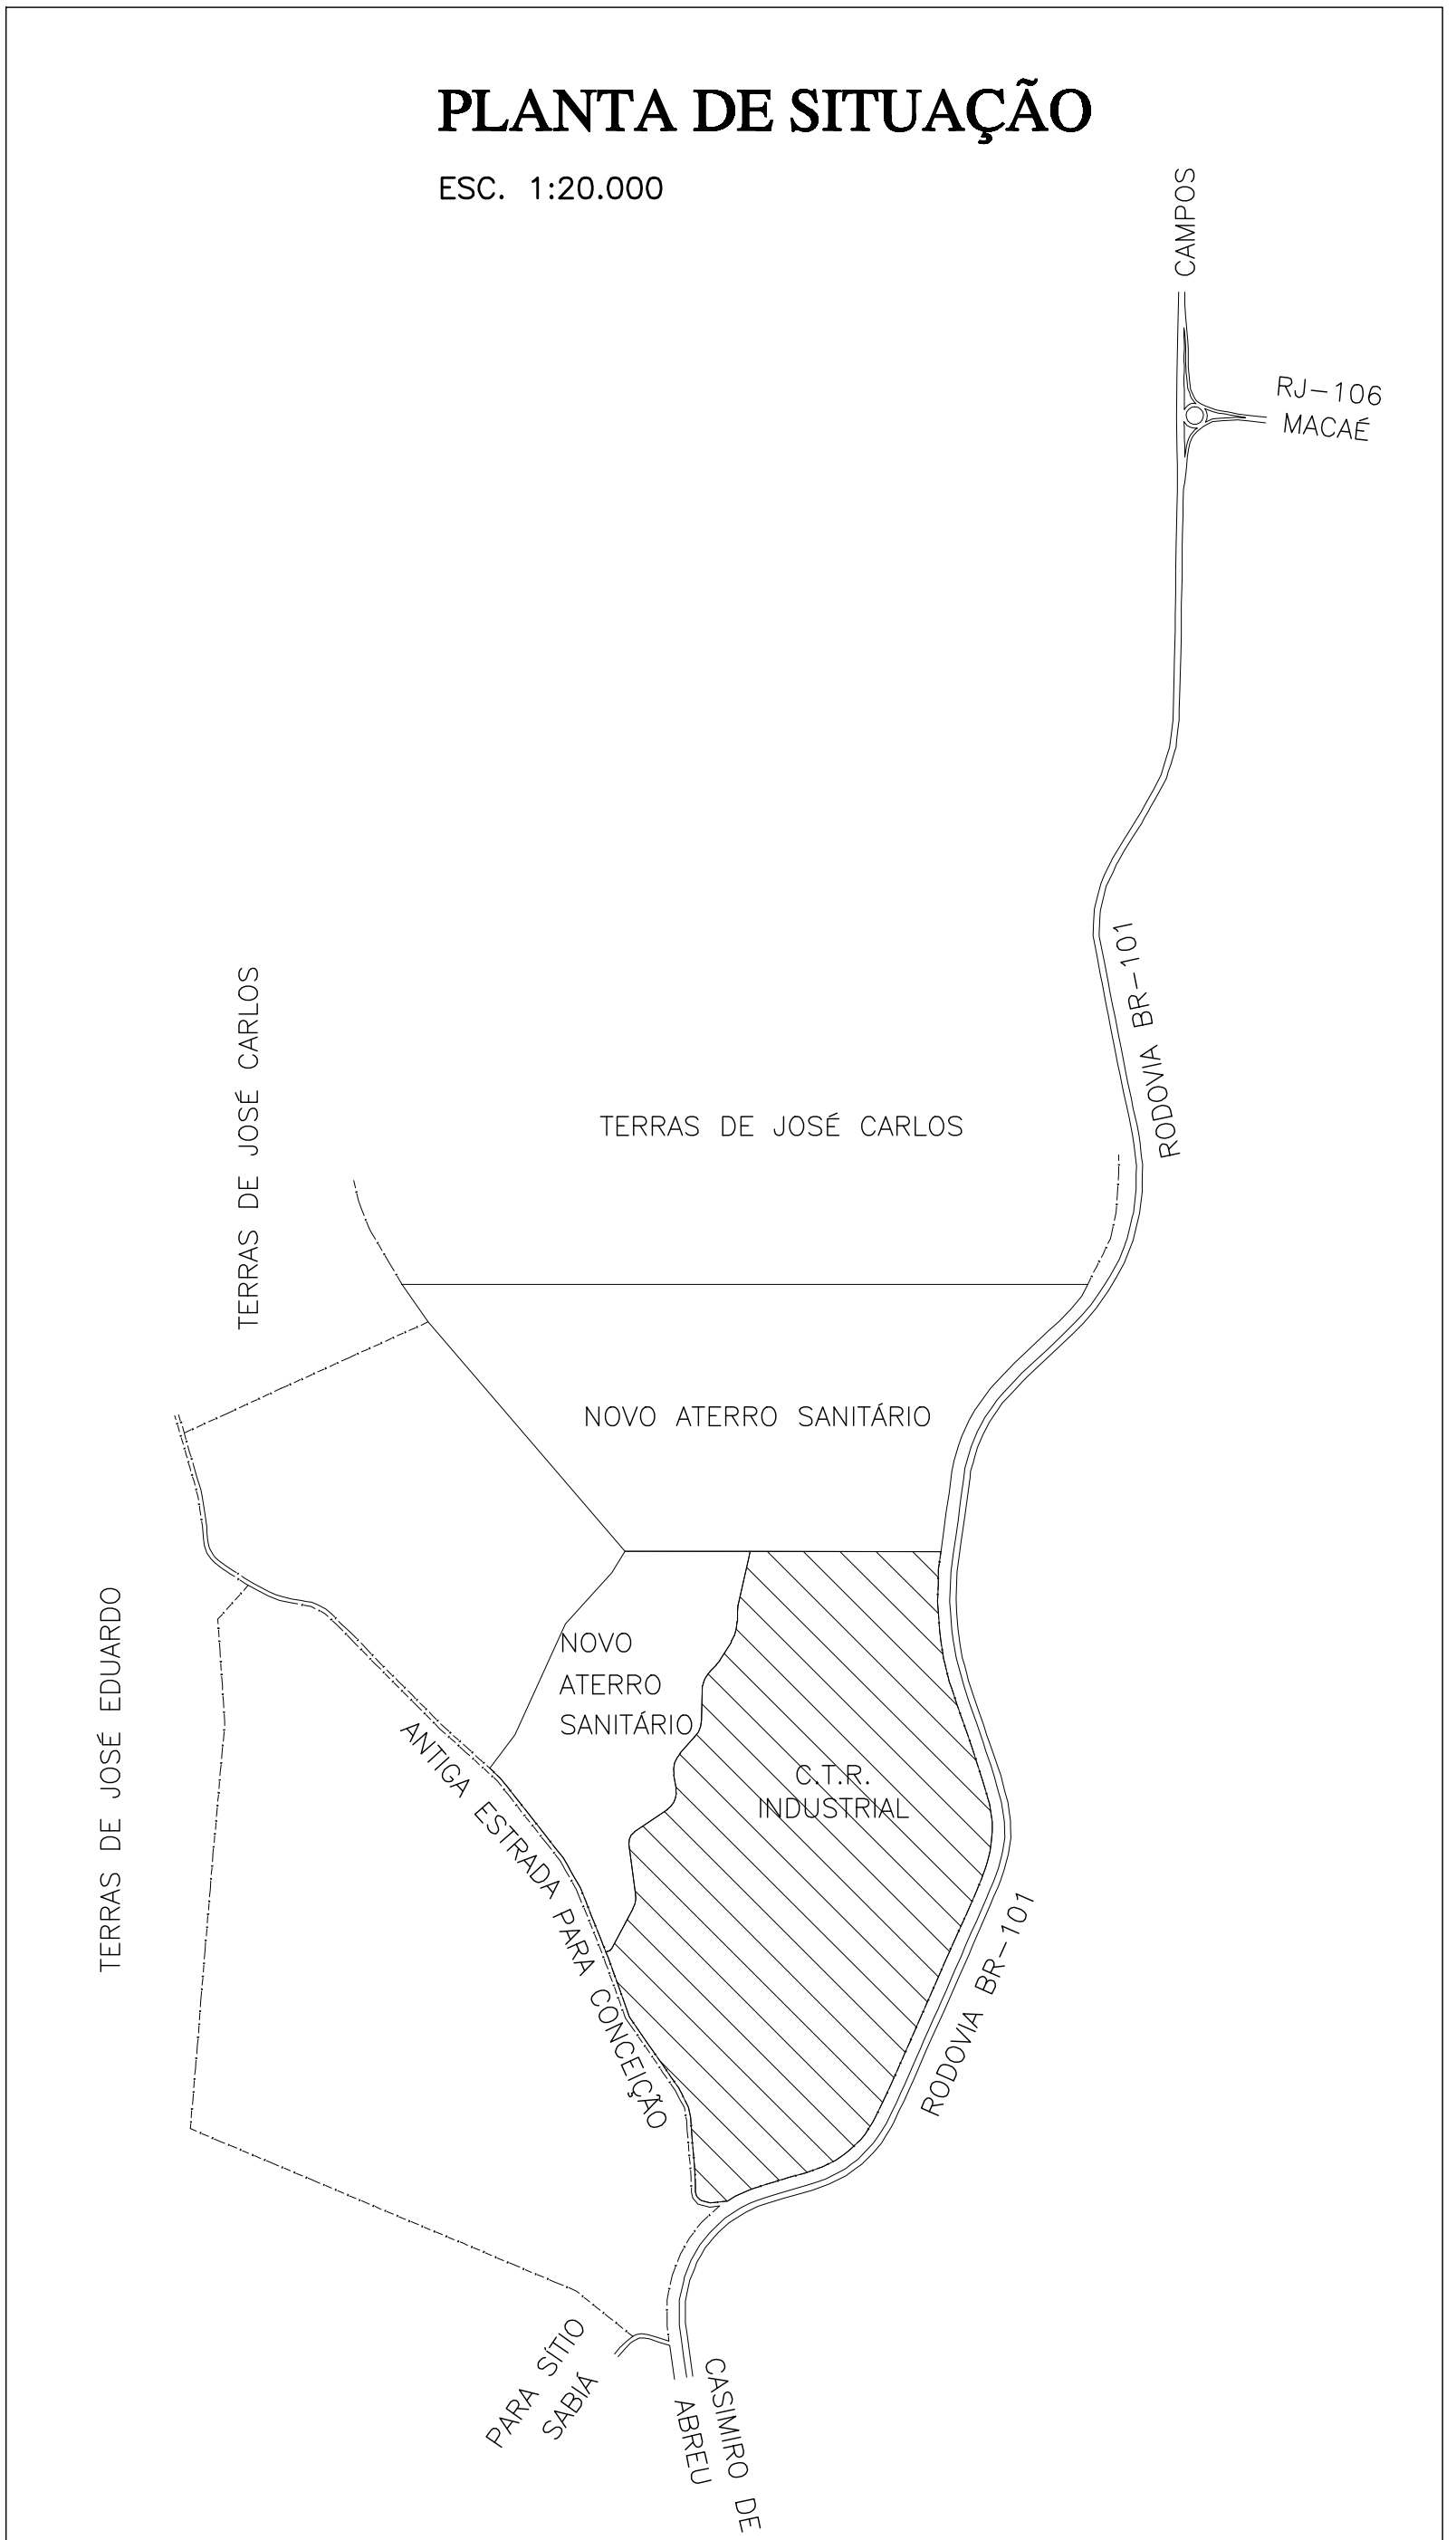 PLANTA DE SITUAÇÃO
ESC. 1:20.000
CAMPOS
RJ-106
MACAÉ
RODOVIA BR-101
TERRAS DE JOSÉ CARLOS
TERRAS DE JOSÉ CARLOS
NOVO ATERRO SANITÁRIO
TERRAS DE JOSÉ EDUARDO
NOVO
ATERRO
SANITÁRIO
C.T.R.
INDUSTRIAL
ANTIGA ESTRADA PARA CONCEIÇÃO
RODOVIA BR-101
PARA SÍTIO
SABIÁ
CASIMIRO DE
ABREU